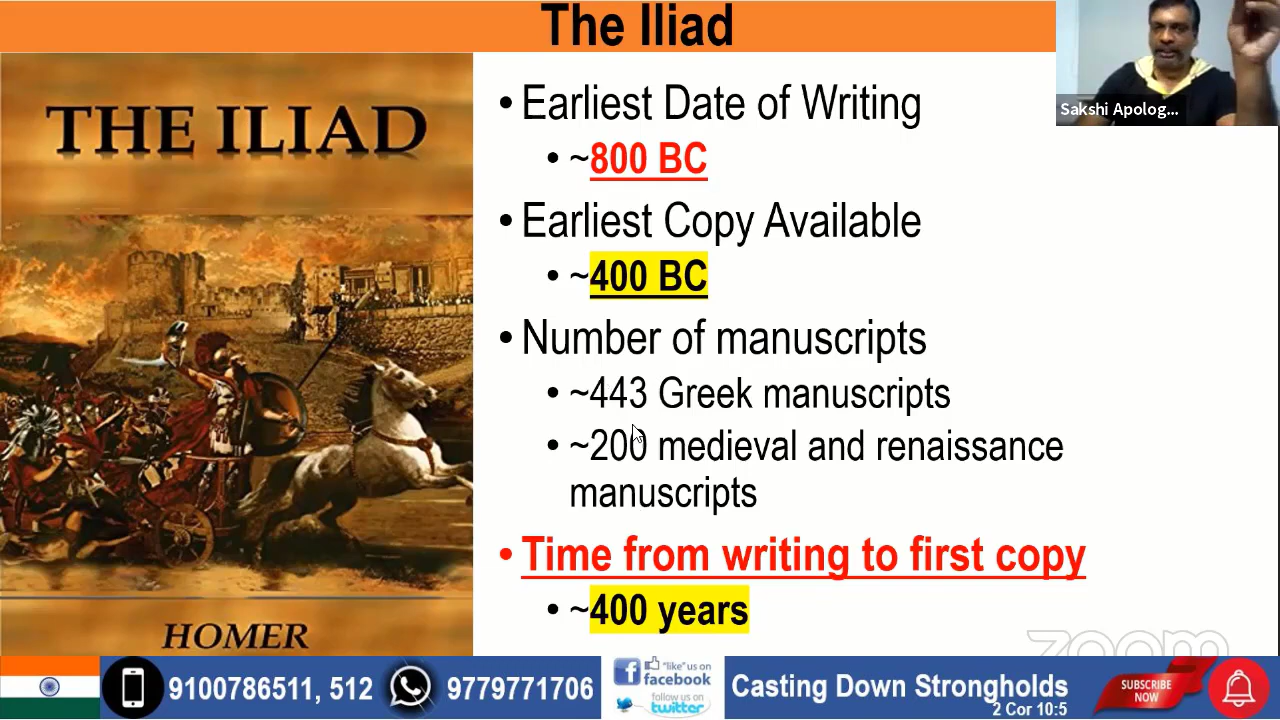 The Iliad
THE ILIAD
HOMER
• Earliest Date of Writing
• ~800 BC
• Earliest Copy Available
• ~400 BC
• Number of manuscripts
• ~443 Greek manuscripts
• ~200 medieval and renaissance
manuscripts
• Time from writing to first copy
• ~400 years
Sakshi Apolog...
zoom
9100786511, 512
9779771706
f
"like" us on
facebook
follow us on
twitter
Casting Down Strongholds
2 Cor 10:5
SUBSCRIBE
NOW